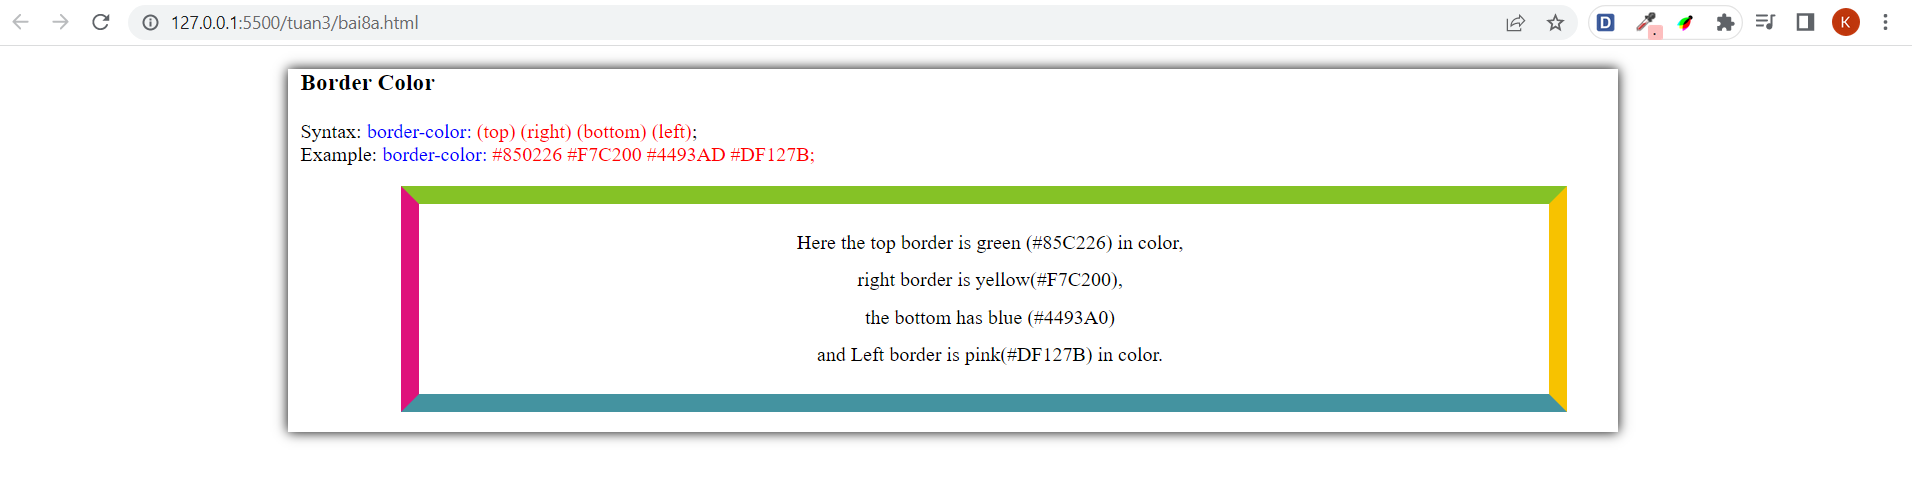 127.0.0.1:5500/tuan3/bai8a.html
D
K
Border Color
Syntax: border-color: (top) (right) (bottom) (left);
Example: border-color: #850226 #F7C200 #4493AD #DF127B;
Here the top border is green (#85C226) in color,
right border is yellow(#F7C200),
the bottom has blue (#4493A0)
and Left border is pink(#DF127B) in color.